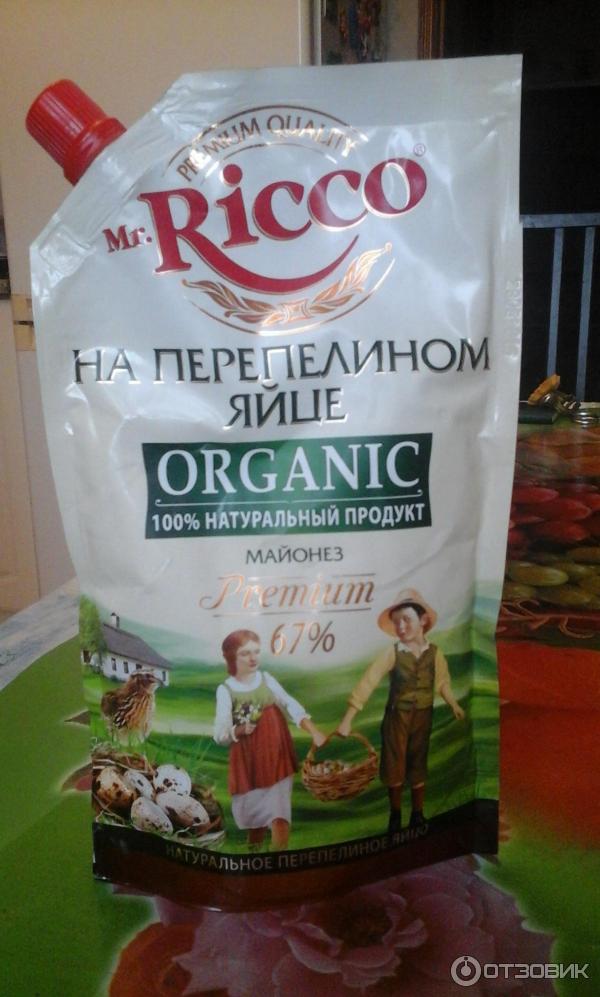 PREMIUM QUALITY
Mr. Ricco®
НА ПЕРЕПЕЛИНОМ
ЯЙЦЕ
ORGANIC
100% НАТУРАЛЬНЫЙ ПРОДУКТ
МАЙОНЕЗ
Premium
67%
НАТУРАЛЬНОЕ ПЕРЕПЕЛИНОЕ ЯЙЦО
ОТЗОВИК